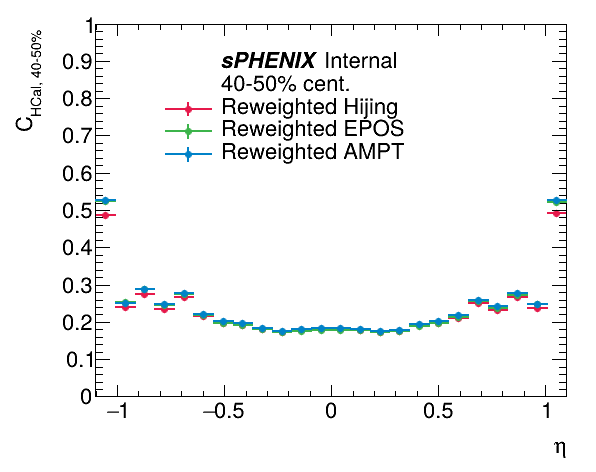 C_HCal, 40-50%
1
0.9
0.8
0.7
0.6
0.5
0.4
0.3
0.2
0.1
0
sPHENIX Internal
40-50% cent.
Reweighted Hijing
Reweighted EPOS
Reweighted AMPT
−1 −0.5 0 0.5 1
η